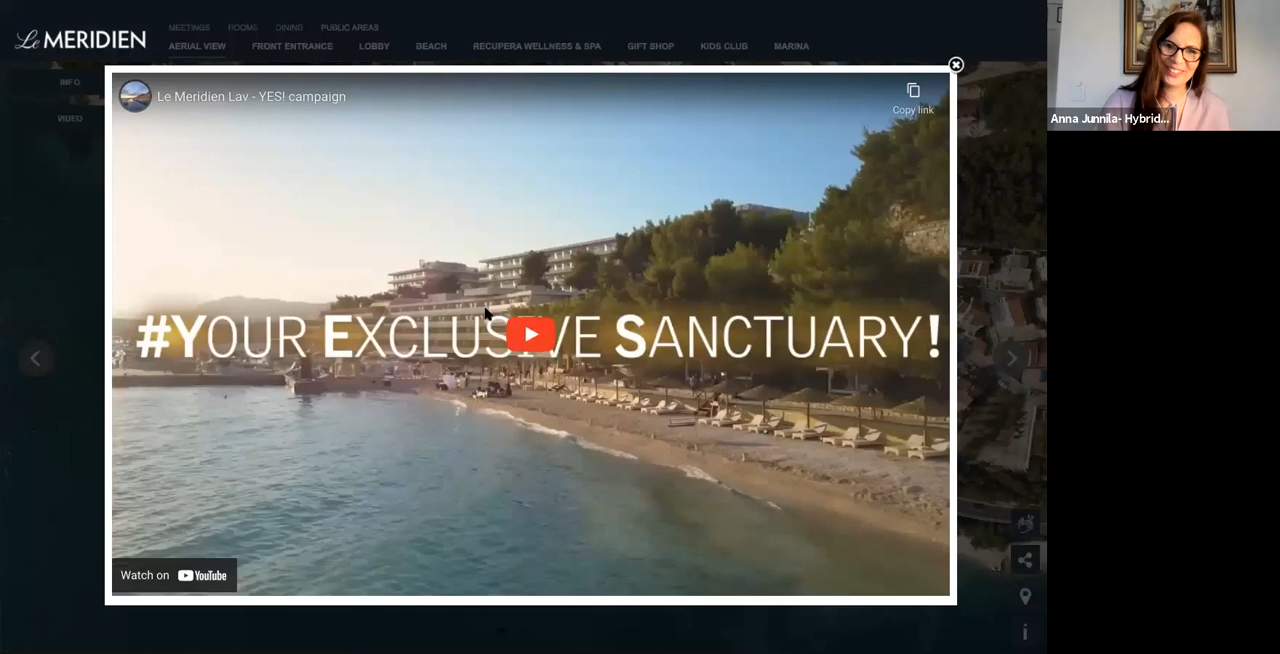 Le MERIDIEN
MEETINGS ROOMS DINING PUBLIC AREAS
AERIAL VIEW FRONT ENTRANCE LOBBY BEACH RECUPERA WELLNESS & SPA GIFT SHOP KIDS CLUB MARINA
INFO
VIDEO
Le Meridien Lav - YES! campaign
Copy link
#YOUR EXCLUSIVE SANCTUARY!
Watch on YouTube
Anna Junnila- Hybrid...